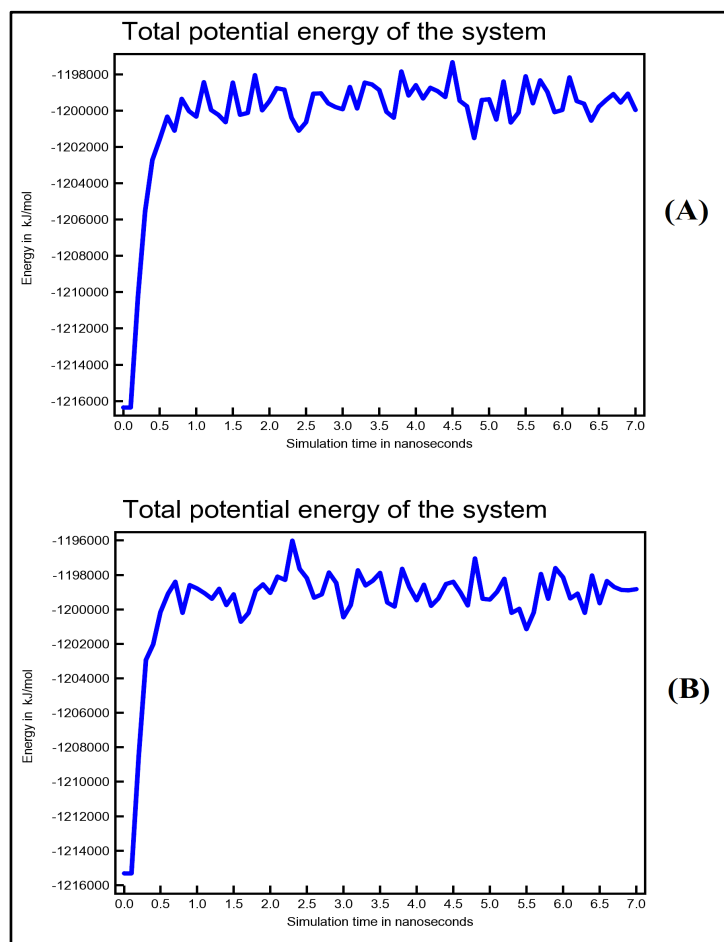 Total potential energy of the system
-1198000
-1200000
-1202000
-1204000
-1206000
-1208000
-1210000
-1212000
-1214000
-1216000
Energy in kJ/mol
0.0 0.5 1.0 1.5 2.0 2.5 3.0 3.5 4.0 4.5 5.0 5.5 6.0 6.5 7.0
Simulation time in nanoseconds
(A)
Total potential energy of the system
-1196000
-1198000
-1200000
-1202000
-1204000
-1206000
-1208000
-1210000
-1212000
-1214000
-1216000
Energy in kJ/mol
0.0 0.5 1.0 1.5 2.0 2.5 3.0 3.5 4.0 4.5 5.0 5.5 6.0 6.5 7.0
Simulation time in nanoseconds
(B)